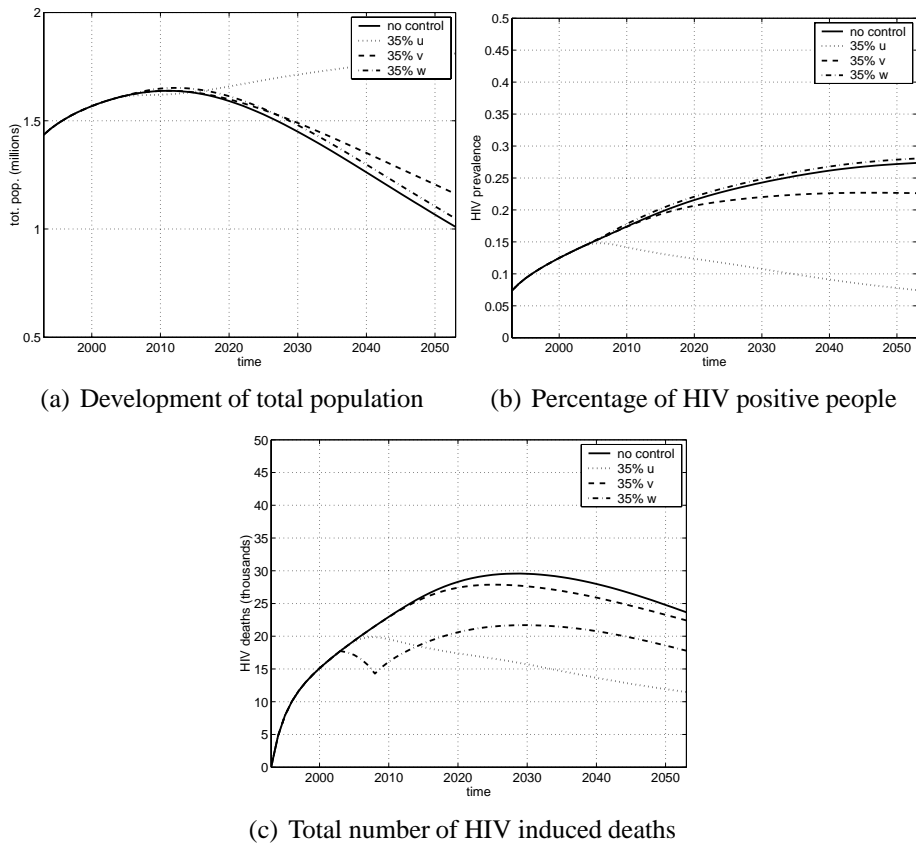 2
1.5
1
0.5
tot. pop. (millions)
2000 2010 2020 2030 2040 2050
time
no control
35% u
35% v
35% w
(a) Development of total population
0.5
0.45
0.4
0.35
0.3
0.25
0.2
0.15
0.1
0.05
0
HIV prevalence
2000 2010 2020 2030 2040 2050
time
no control
35% u
35% v
35% w
(b) Percentage of HIV positive people
50
45
40
35
30
25
20
15
10
5
0
HIV deaths (thousands)
2000 2010 2020 2030 2040 2050
time
no control
35% u
35% v
35% w
(c) Total number of HIV induced deaths